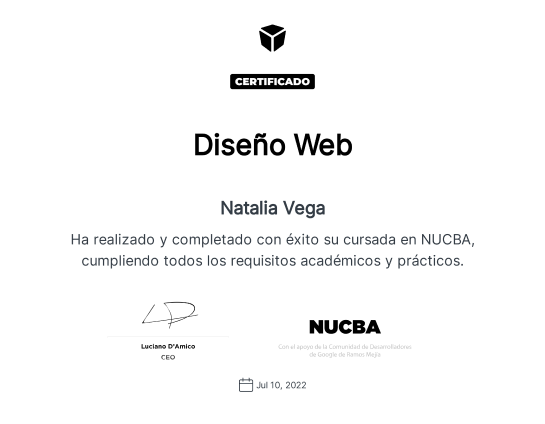 CERTIFICADO
Diseño Web
Natalia Vega
Ha realizado y completado con éxito su cursada en NUCBA,
cumpliendo todos los requisitos académicos y prácticos.
Luciano D'Amico
CEO
NUCBA
Con el apoyo de la Comunidad de Desarrolladores
de Google de Ramos Mejía
Jul 10, 2022